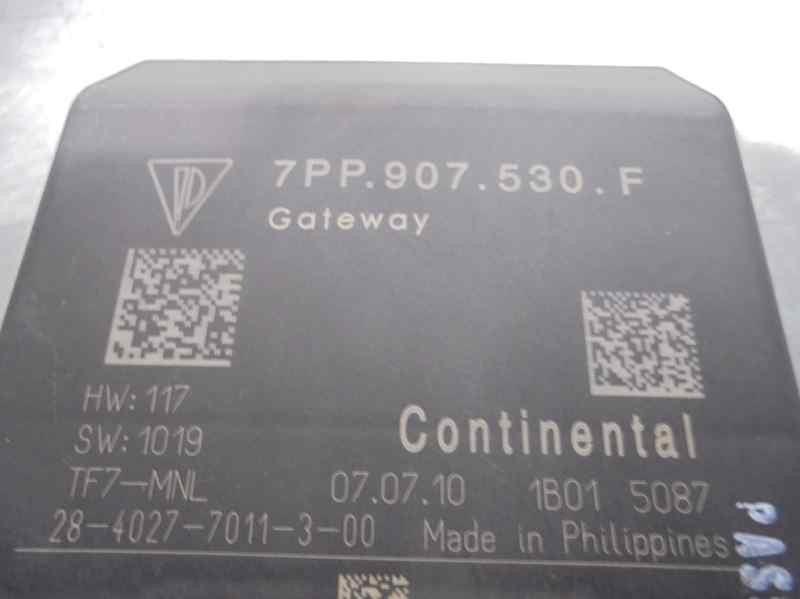 7PP.907.530.F
Gateway
HW: 117
SW: 1019
Continental
TF7-MNL 07.07.10 1B01 5087
28-4027-7011-3-00 Made in Philippines